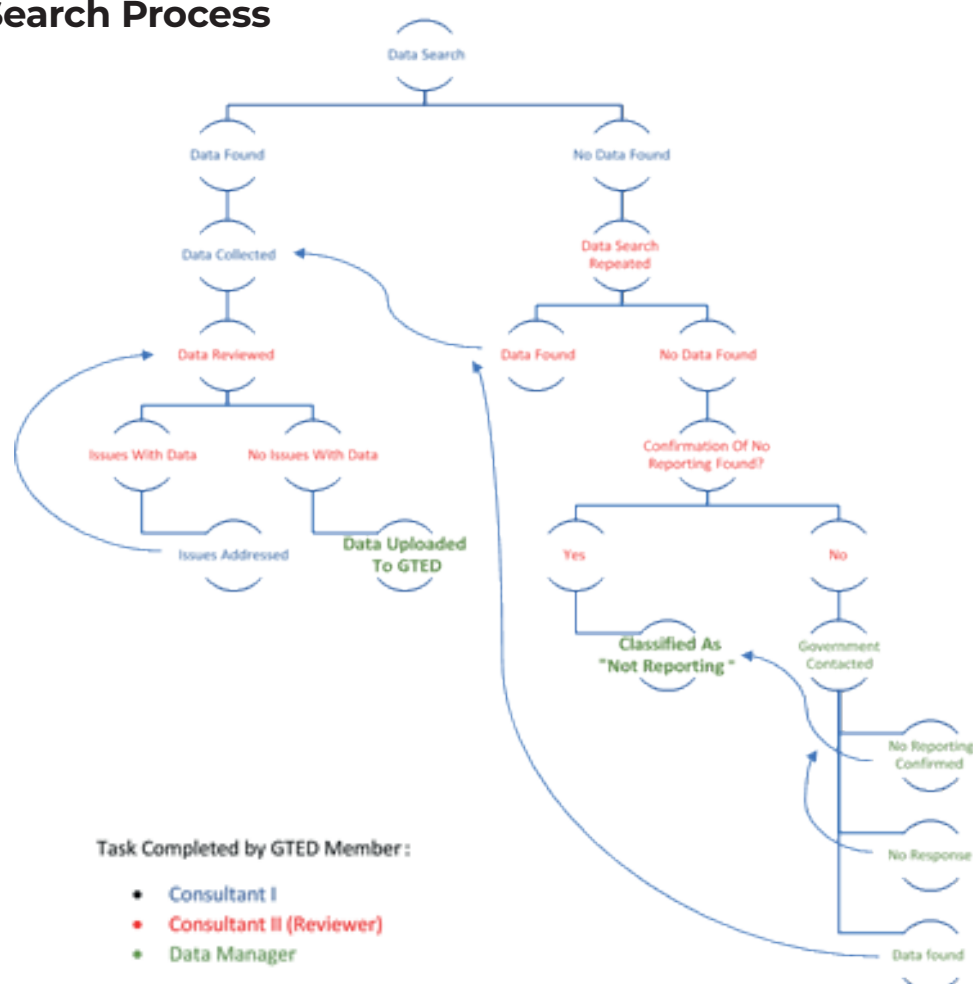 Search Process
Data Search
Data Found
No Data Found
Data Collected
Data Search
Repeated
Data Reviewed
Data Found
No Data Found
Issues With Data
No Issues With Data
Confirmation Of No
Reporting Found?
Issues Addressed
Data Uploaded
To GTED
Yes
No
Classified As
"Not Reporting"
Government
Contacted
No Reporting
Confirmed
No Response
Data found
Task Completed by GTED Member:
• Consultant I
• Consultant II (Reviewer)
• Data Manager